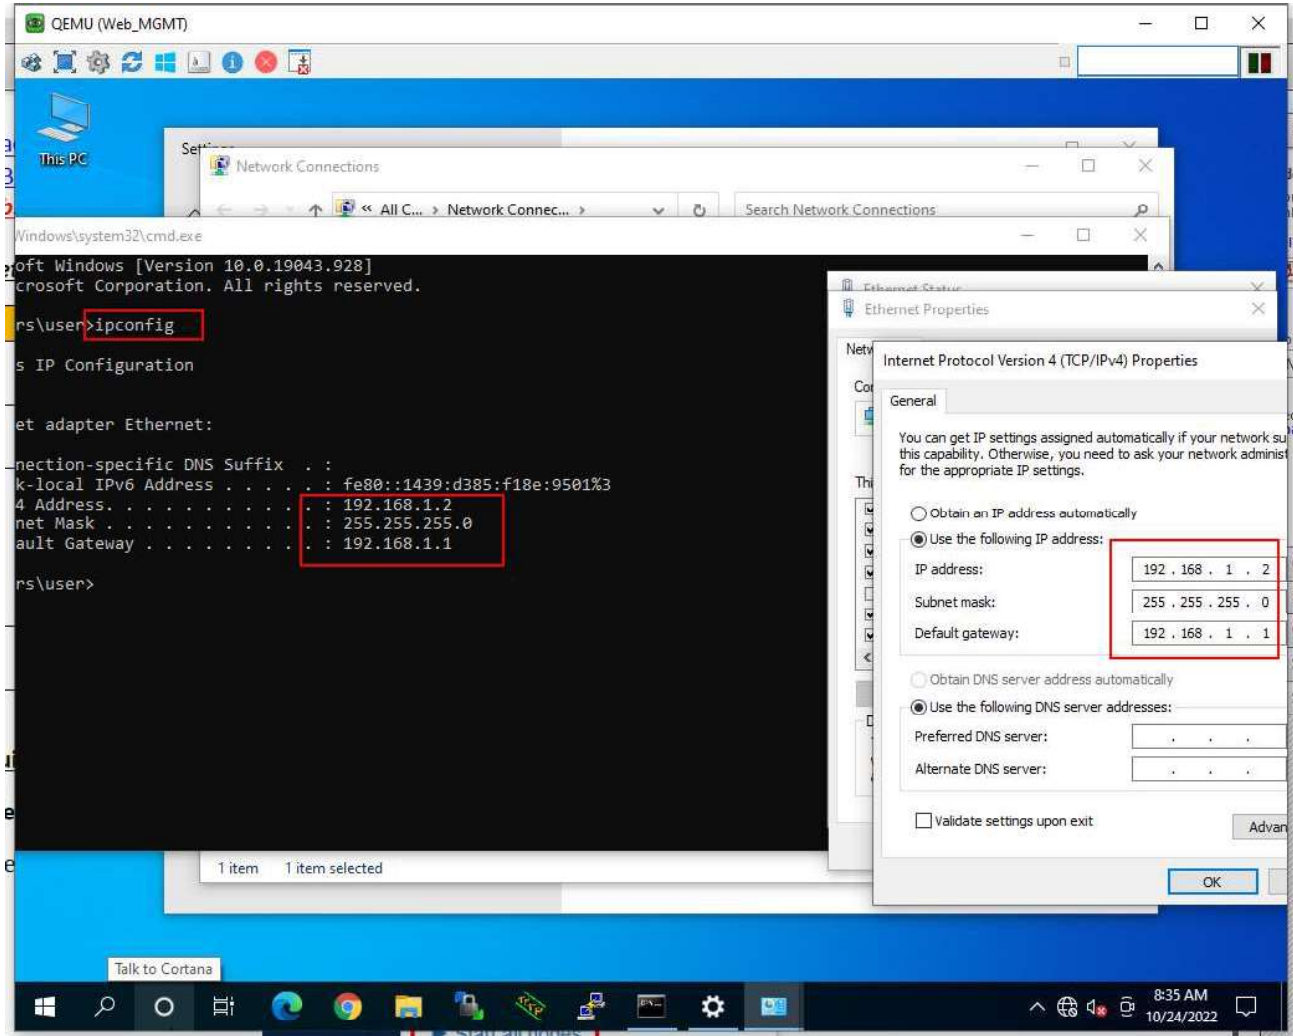 QEMU (Web_MGMT)
This PC
Network Connections
« All C... › Network Connec... ›
Search Network Connections
Windows\system32\cmd.exe
oft Windows [Version 10.0.19043.928]
crosoft Corporation. All rights reserved.
rs\user>ipconfig
s IP Configuration
et adapter Ethernet:
nection-specific DNS Suffix . :
k-local IPv6 Address . . . . . : fe80::1439:d385:f18e:9501%3
4 Address. . . . . . . . . . . : 192.168.1.2
net Mask . . . . . . . . . . . : 255.255.255.0
ault Gateway . . . . . . . . . : 192.168.1.1
rs\user>
Ethernet Status
Ethernet Properties
Netw
Internet Protocol Version 4 (TCP/IPv4) Properties
General
You can get IP settings assigned automatically if your network su
this capability. Otherwise, you need to ask your network administ
for the appropriate IP settings.
Obtain an IP address automatically
Use the following IP address:
IP address: 192 . 168 . 1 . 2
Subnet mask: 255 . 255 . 255 . 0
Default gateway: 192 . 168 . 1 . 1
Obtain DNS server address automatically
Use the following DNS server addresses:
Preferred DNS server: . . .
Alternate DNS server: . . .
Validate settings upon exit
Advan
OK
1 item 1 item selected
Talk to Cortana
8:35 AM
10/24/2022